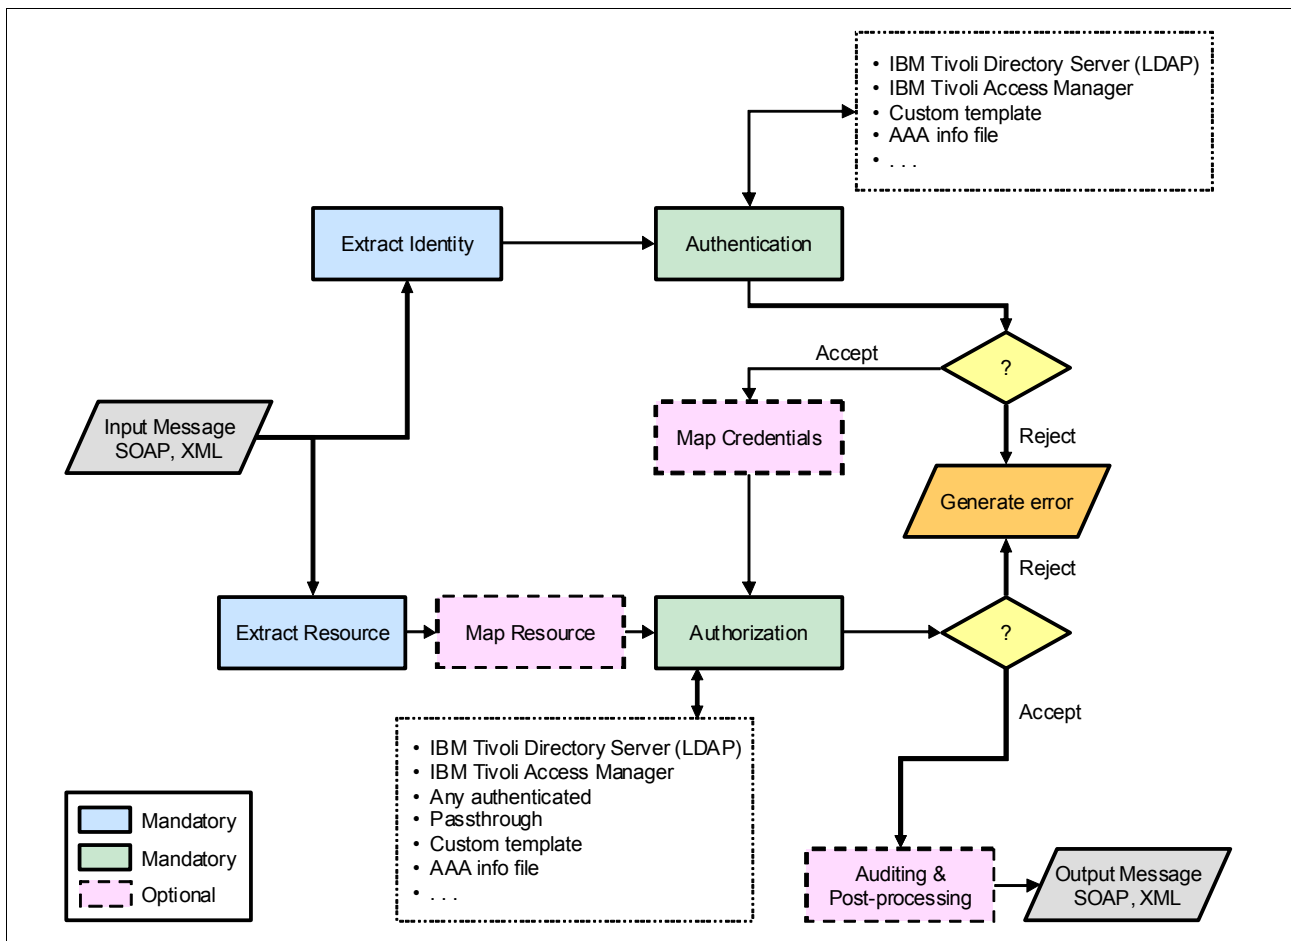 • IBM Tivoli Directory Server (LDAP)
• IBM Tivoli Access Manager
• Custom template
• AAA info file
• . . .
Extract Identity
Authentication
?
Accept
Map Credentials
Reject
Input Message
SOAP, XML
Generate error
Reject
Extract Resource
Map Resource
Authorization
?
Accept
• IBM Tivoli Directory Server (LDAP)
• IBM Tivoli Access Manager
• Any authenticated
• Passthrough
• Custom template
• AAA info file
• . . .
Mandatory
Mandatory
Optional
Auditing &
Post-processing
Output Message
SOAP, XML